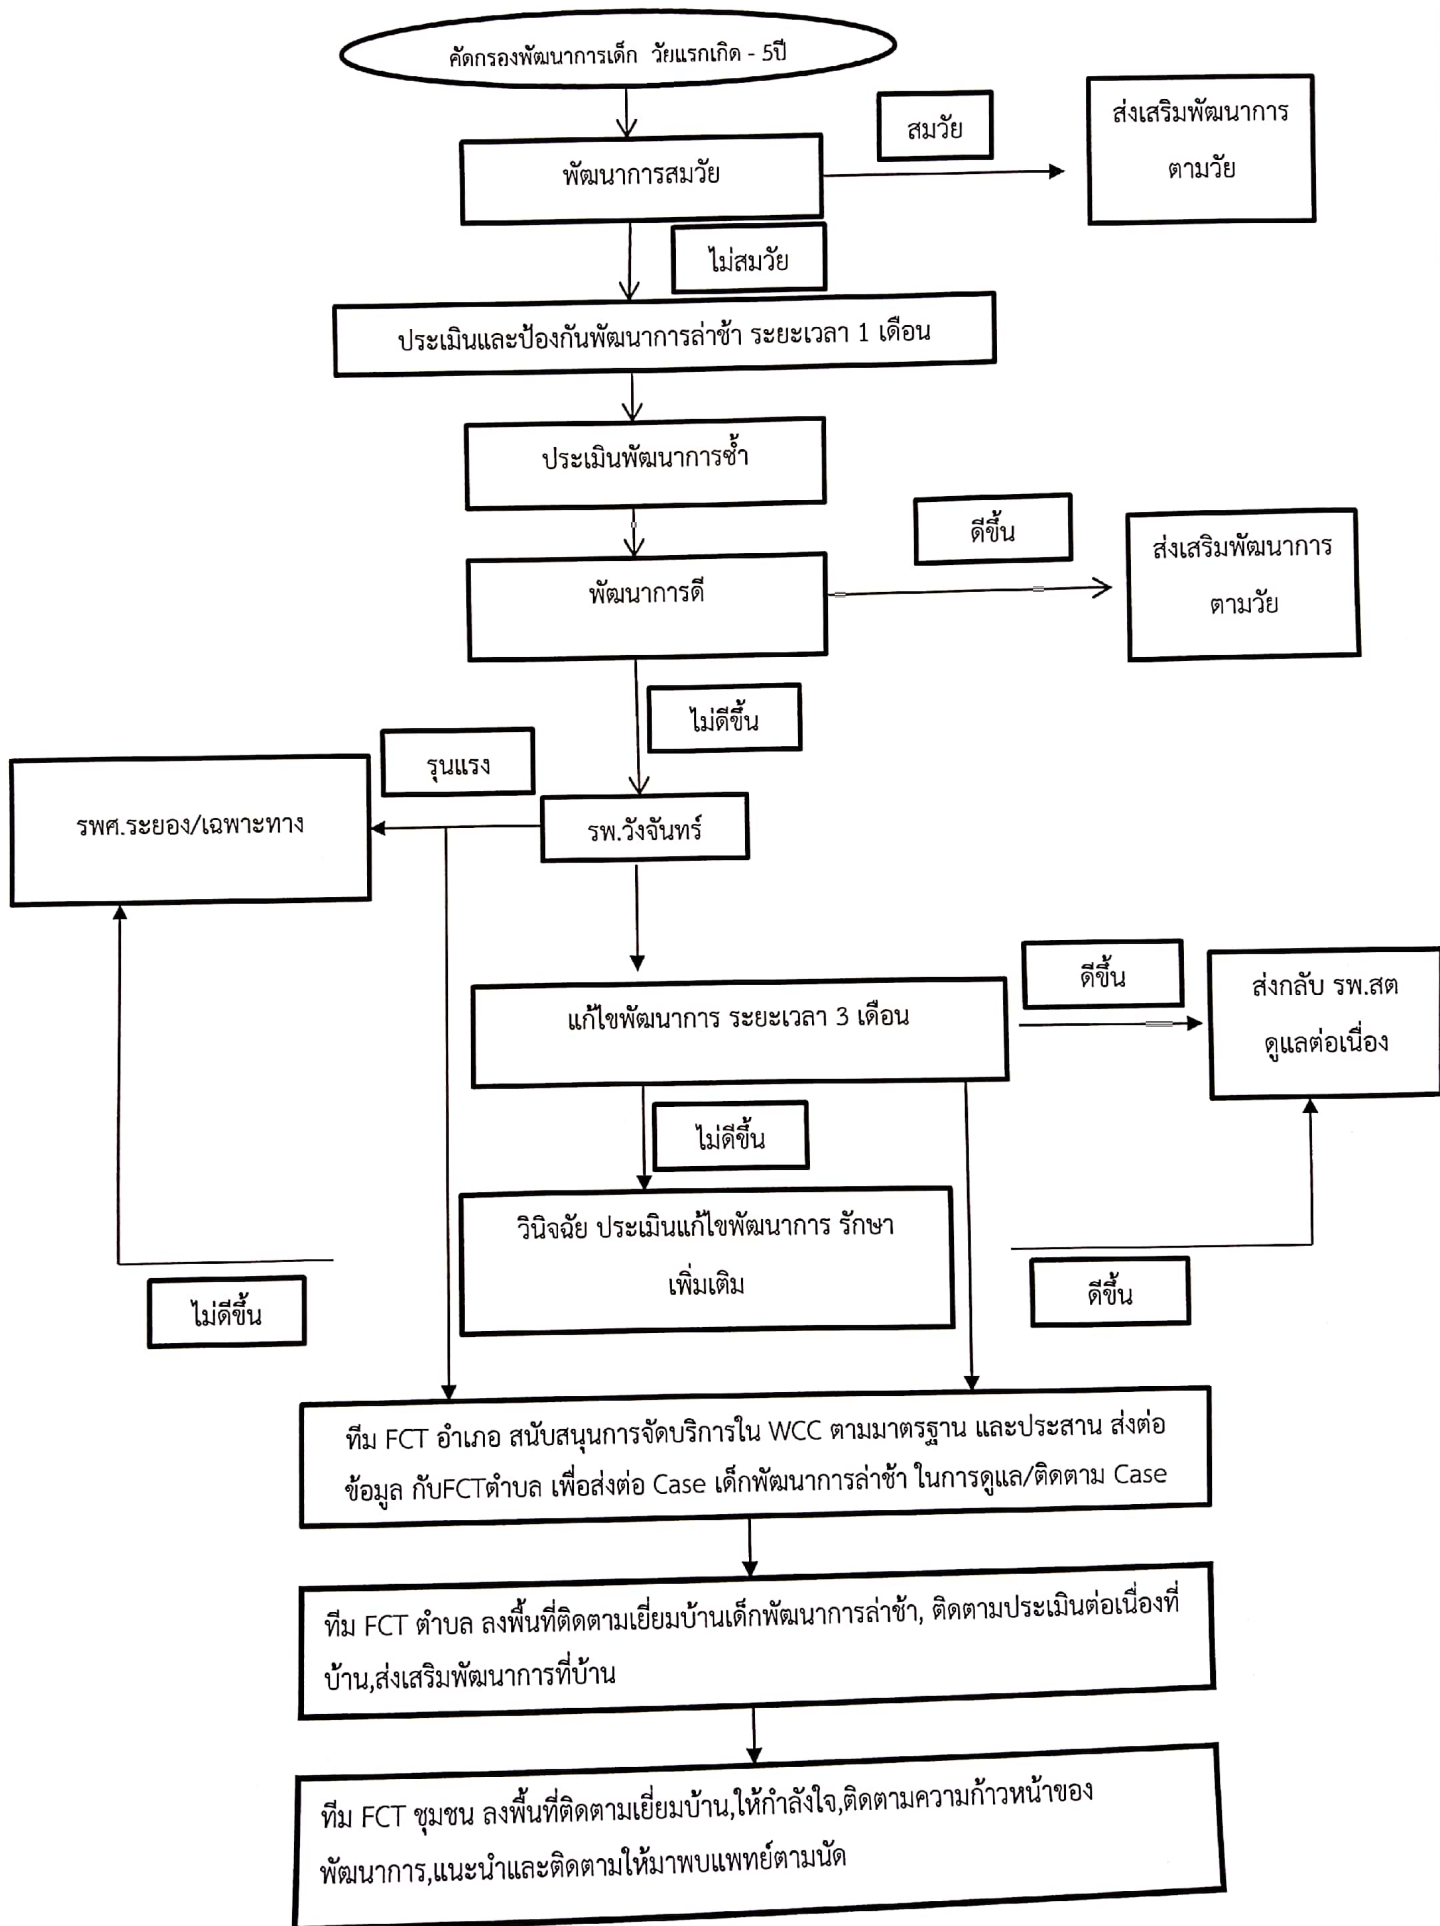 คัดกรองพัฒนาการเด็ก วัยแรกเกิด - 5ปี
สมวัย
ส่งเสริมพัฒนาการ
ตามวัย
พัฒนาการสมวัย
ไม่สมวัย
ประเมินและป้องกันพัฒนาการล่าช้า ระยะเวลา 1 เดือน
ประเมินพัฒนาการซ้ำ
ดีขึ้น
ส่งเสริมพัฒนาการ
ตามวัย
พัฒนาการดี
ไม่ดีขึ้น
รุนแรง
รพศ.ระยอง/เฉพาะทาง
รพ.วังจันทร์
ดีขึ้น
ส่งกลับ รพ.สต
ดูแลต่อเนื่อง
แก้ไขพัฒนาการ ระยะเวลา 3 เดือน
ไม่ดีขึ้น
วินิจฉัย ประเมินแก้ไขพัฒนาการ รักษา
เพิ่มเติม
ไม่ดีขึ้น
ดีขึ้น
ทีม FCT อำเภอ สนับสนุนการจัดบริการใน WCC ตามมาตรฐาน และประสาน ส่งต่อ
ข้อมูล กับFCTตำบล เพื่อส่งต่อ Case เด็กพัฒนาการล่าช้า ในการดูแล/ติดตาม Case
ทีม FCT ตำบล ลงพื้นที่ติดตามเยี่ยมบ้านเด็กพัฒนาการล่าช้า, ติดตามประเมินต่อเนื่องที่
บ้าน,ส่งเสริมพัฒนาการที่บ้าน
ทีม FCT ชุมชน ลงพื้นที่ติดตามเยี่ยมบ้าน,ให้กำลังใจ,ติดตามความก้าวหน้าของ
พัฒนาการ,แนะนำและติดตามให้มาพบแพทย์ตามนัด